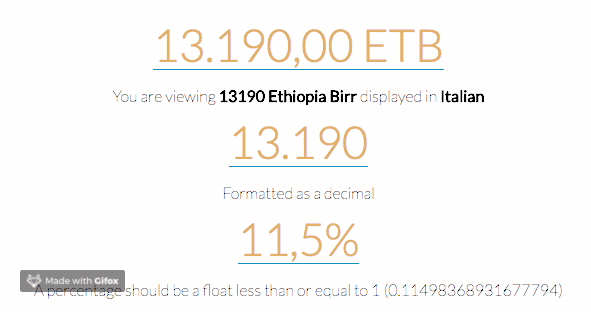 13.190,00 ETB
You are viewing 13190 Ethiopia Birr displayed in Italian
13.190
Formatted as a decimal
11,5%
Made with Gifox
A percentage should be a float less than or equal to 1 (0.11498368931677794)